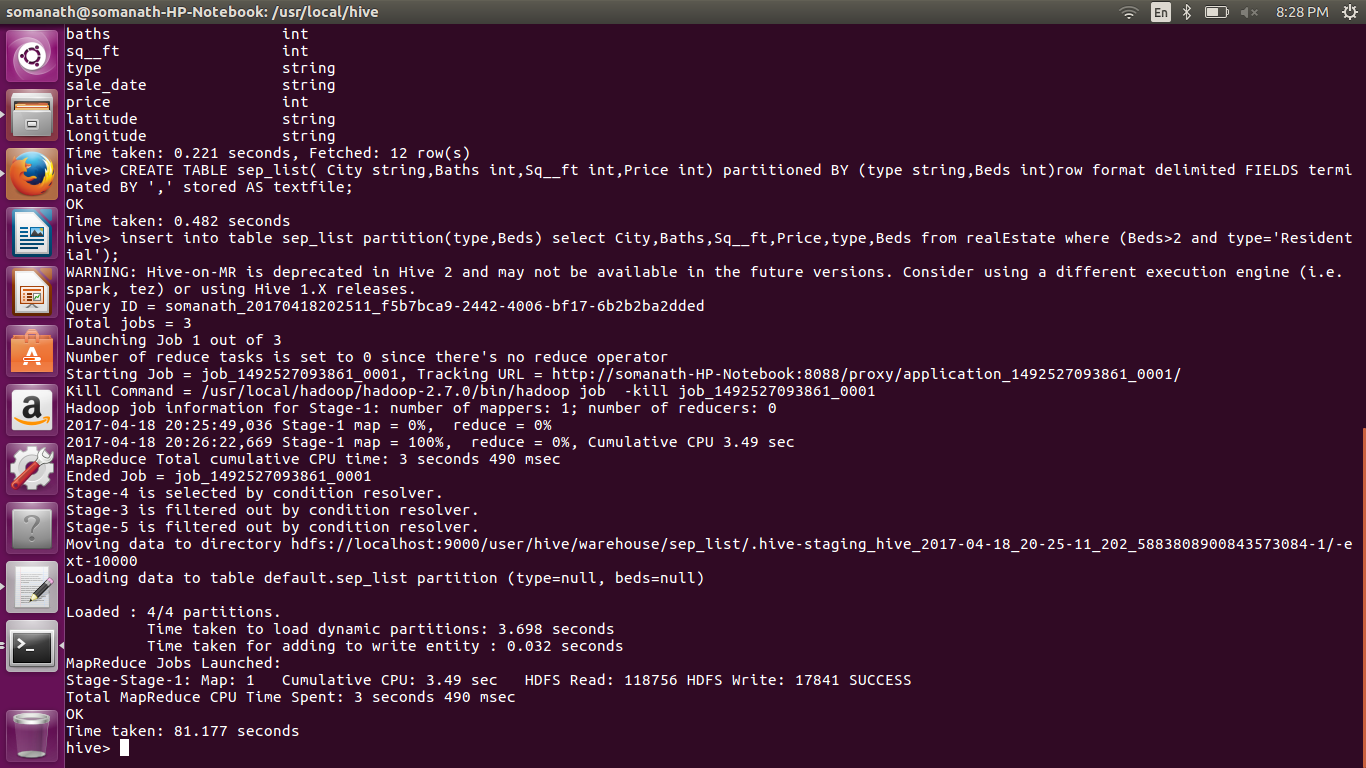 somanath@somanath-HP-Notebook: /usr/local/hive
En
8:28 PM
baths                   int
sq__ft                  int
type                    string
sale_date               string
price                   int
latitude                string
longitude               string
Time taken: 0.221 seconds, Fetched: 12 row(s)
hive> CREATE TABLE sep_list( City string,Baths int,Sq__ft int,Price int) partitioned BY (type string,Beds int)row format delimited FIELDS termi
nated BY ',' stored AS textfile;
OK
Time taken: 0.482 seconds
hive> insert into table sep_list partition(type,Beds) select City,Baths,Sq__ft,Price,type,Beds from realEstate where (Beds>2 and type='Resident
ial');
WARNING: Hive-on-MR is deprecated in Hive 2 and may not be available in the future versions. Consider using a different execution engine (i.e.
spark, tez) or using Hive 1.X releases.
Query ID = somanath_20170418202511_f5b7bca9-2442-4006-bf17-6b2b2ba2dded
Total jobs = 3
Launching Job 1 out of 3
Number of reduce tasks is set to 0 since there's no reduce operator
Starting Job = job_1492527093861_0001, Tracking URL = http://somanath-HP-Notebook:8088/proxy/application_1492527093861_0001/
Kill Command = /usr/local/hadoop/hadoop-2.7.0/bin/hadoop job  -kill job_1492527093861_0001
Hadoop job information for Stage-1: number of mappers: 1; number of reducers: 0
2017-04-18 20:25:49,036 Stage-1 map = 0%,  reduce = 0%
2017-04-18 20:26:22,669 Stage-1 map = 100%,  reduce = 0%, Cumulative CPU 3.49 sec
MapReduce Total cumulative CPU time: 3 seconds 490 msec
Ended Job = job_1492527093861_0001
Stage-4 is selected by condition resolver.
Stage-3 is filtered out by condition resolver.
Stage-5 is filtered out by condition resolver.
Moving data to directory hdfs://localhost:9000/user/hive/warehouse/sep_list/.hive-staging_hive_2017-04-18_20-25-11_202_5883808900843573084-1/-e
xt-10000
Loading data to table default.sep_list partition (type=null, beds=null)
Loaded : 4/4 partitions.
         Time taken to load dynamic partitions: 3.698 seconds
         Time taken for adding to write entity : 0.032 seconds
MapReduce Jobs Launched:
Stage-Stage-1: Map: 1   Cumulative CPU: 3.49 sec   HDFS Read: 118756 HDFS Write: 17841 SUCCESS
Total MapReduce CPU Time Spent: 3 seconds 490 msec
OK
Time taken: 81.177 seconds
hive>